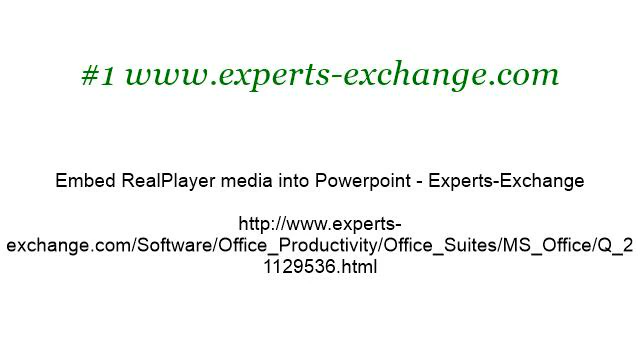 #1 www.experts-exchange.com
Embed RealPlayer media into Powerpoint - Experts-Exchange
http://www.experts-
exchange.com/Software/Office_Productivity/Office_Suites/MS_Office/Q_2
1129536.html